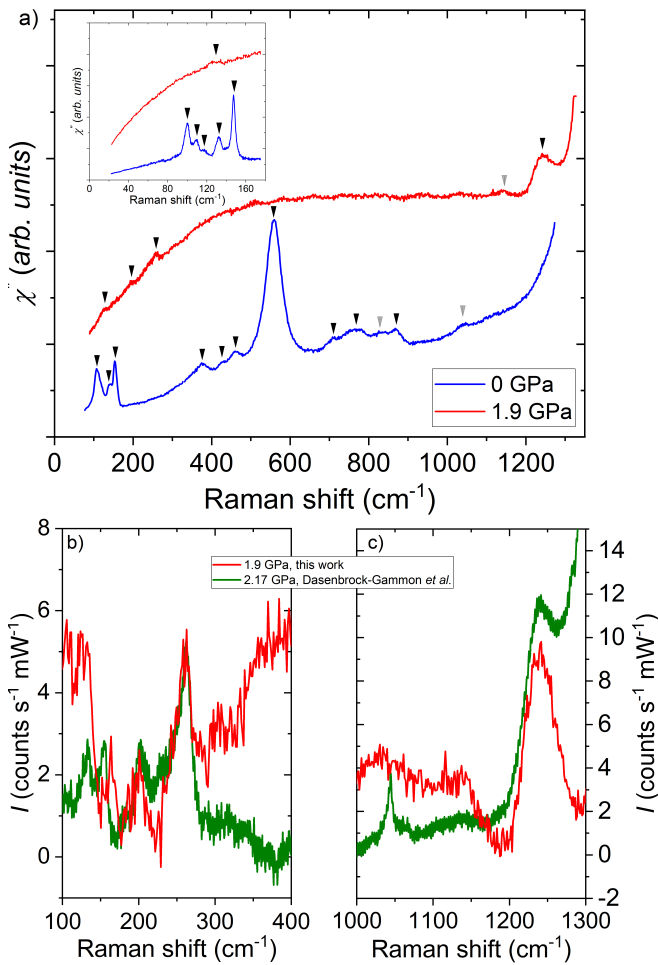 a)
χ'' (arb. units)
χ'' (arb. units)
0 40 80 120 160
Raman shift (cm-1)
0 GPa
1.9 GPa
0 200 400 600 800 1000 1200
Raman shift (cm-1)
b)
c)
1.9 GPa, this work
2.17 GPa, Dasenbrock-Gammon et al.
8
6
4
2
0
I (counts s-1 mW-1)
14
12
10
8
6
4
2
0
-2
I (counts s-1 mW-1)
100 200 300 400
1000 1100 1200 1300
Raman shift (cm-1)
Raman shift (cm-1)